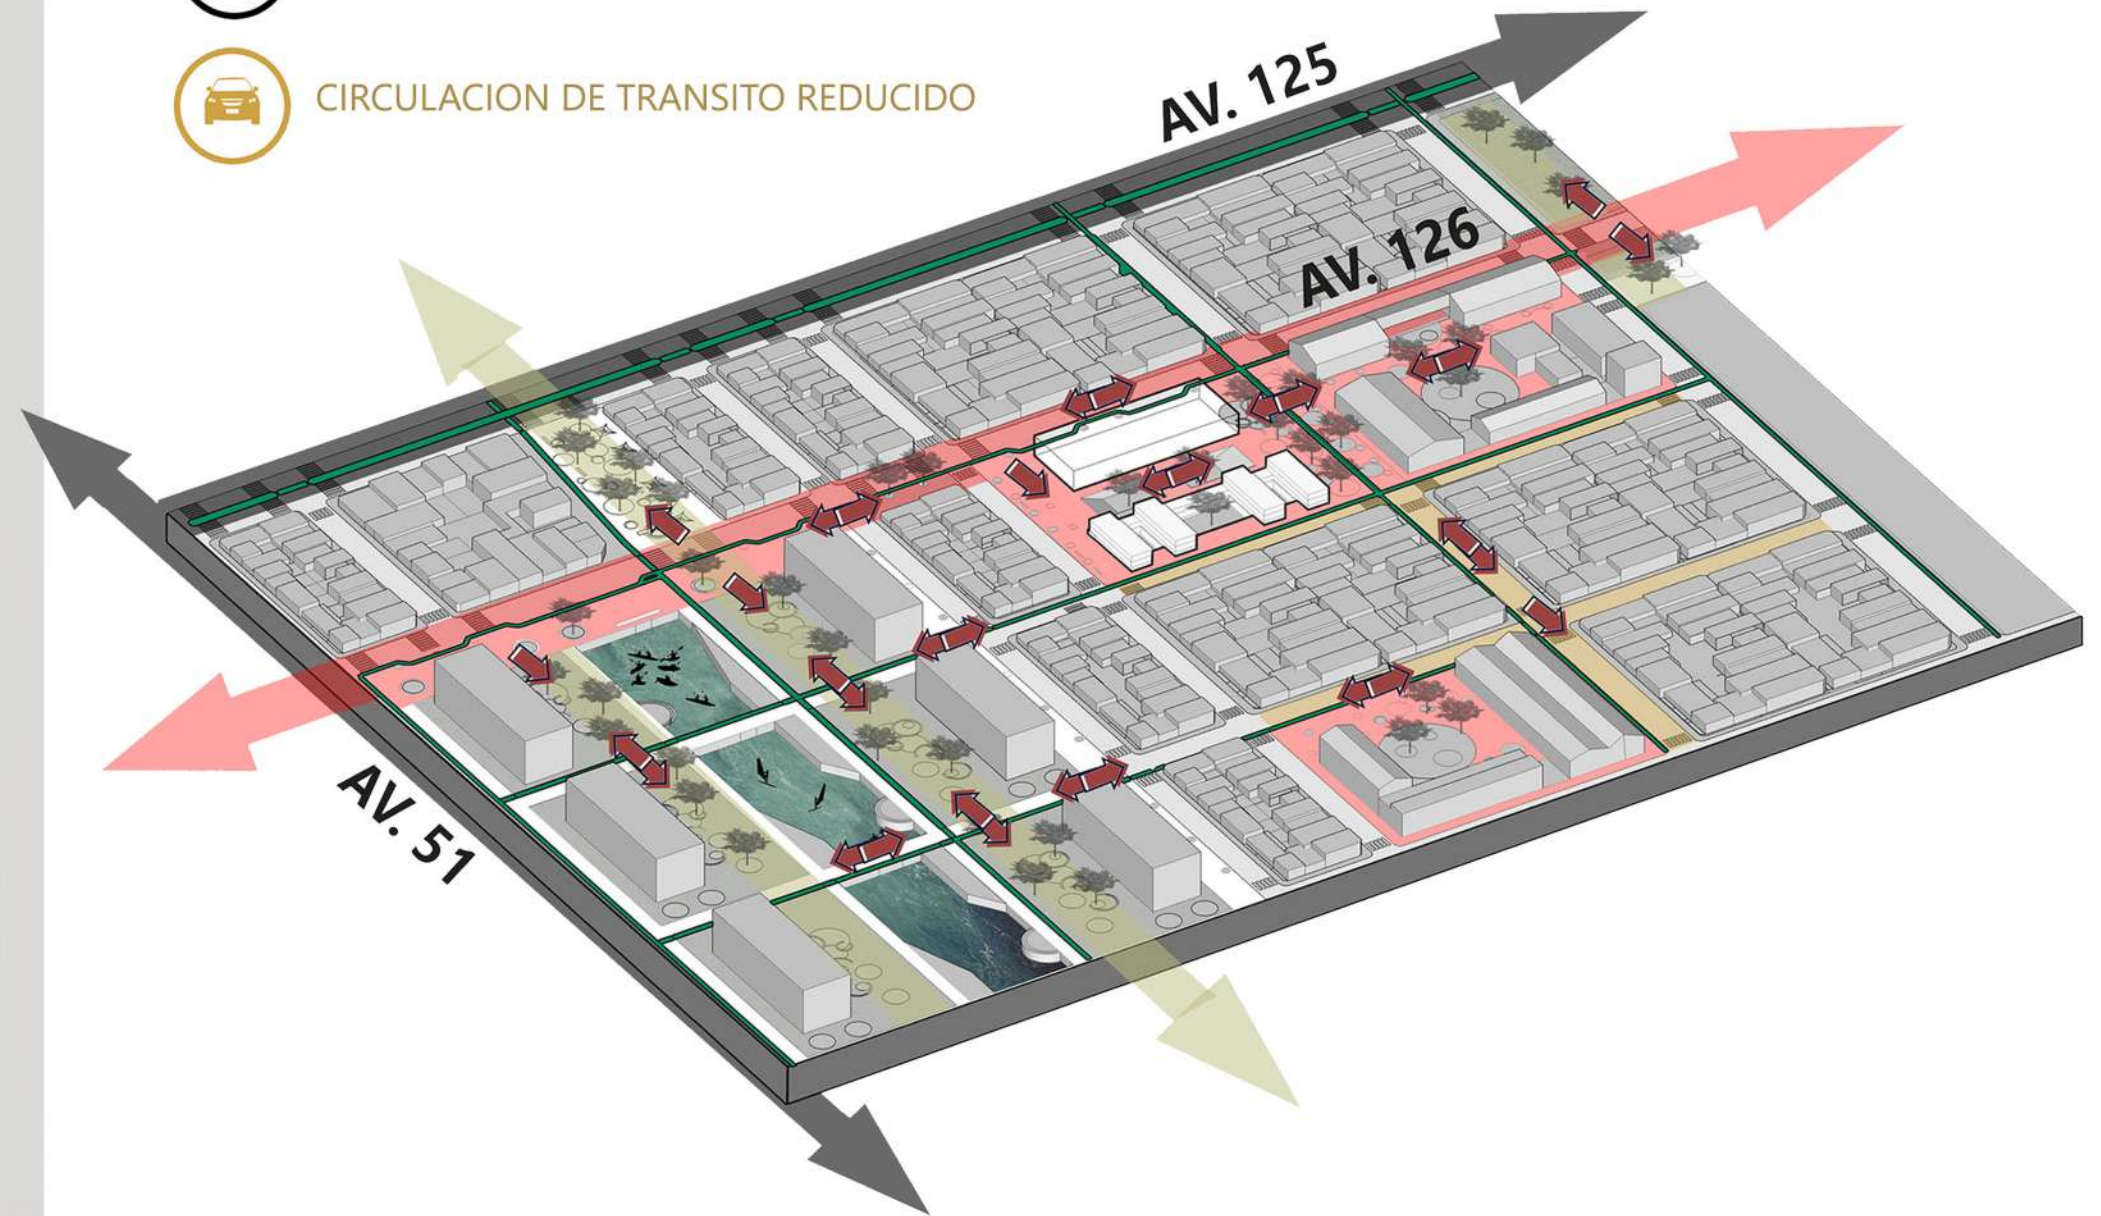 CIRCULACION DE TRANSITO REDUCIDO
AV. 125
AV. 126
AV. 51